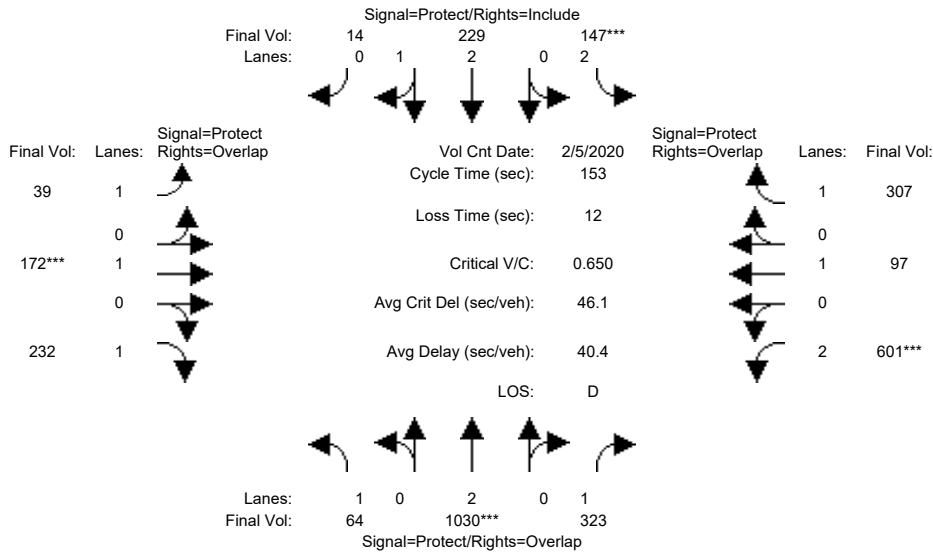 Signal=Protect/Rights=Include
Final Vol: 14 229 147***
Lanes: 0 1 2 0 2
Signal=Protect Signal=Protect
Final Vol: Lanes: Rights=Overlap Vol Cnt Date: 2/5/2020 Rights=Overlap Lanes: Final Vol:
Cycle Time (sec): 153
39 1 1 307
Loss Time (sec): 12
0 0
172*** 1 Critical V/C: 0.650 1 97
0 Avg Crit Del (sec/veh): 46.1 0
232 1 Avg Delay (sec/veh): 40.4 2 601***
LOS: D
Lanes: 1 0 2 0 1
Final Vol: 64 1030*** 323
Signal=Protect/Rights=Overlap